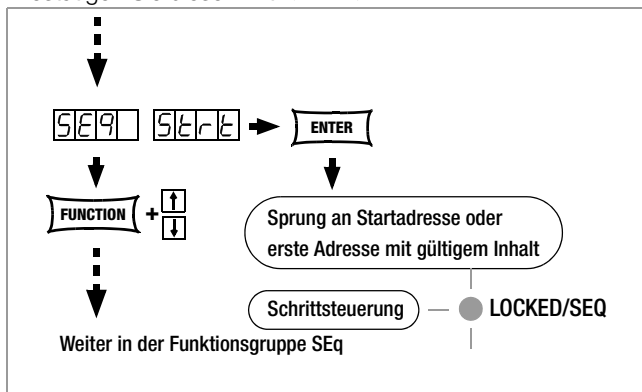 SEq Strt ENTER
FUNCTION +
Sprung an Startadresse oder
erste Adresse mit gültigem Inhalt
Schrittsteuerung LOCKED/SEQ
Weiter in der Funktionsgruppe SEq